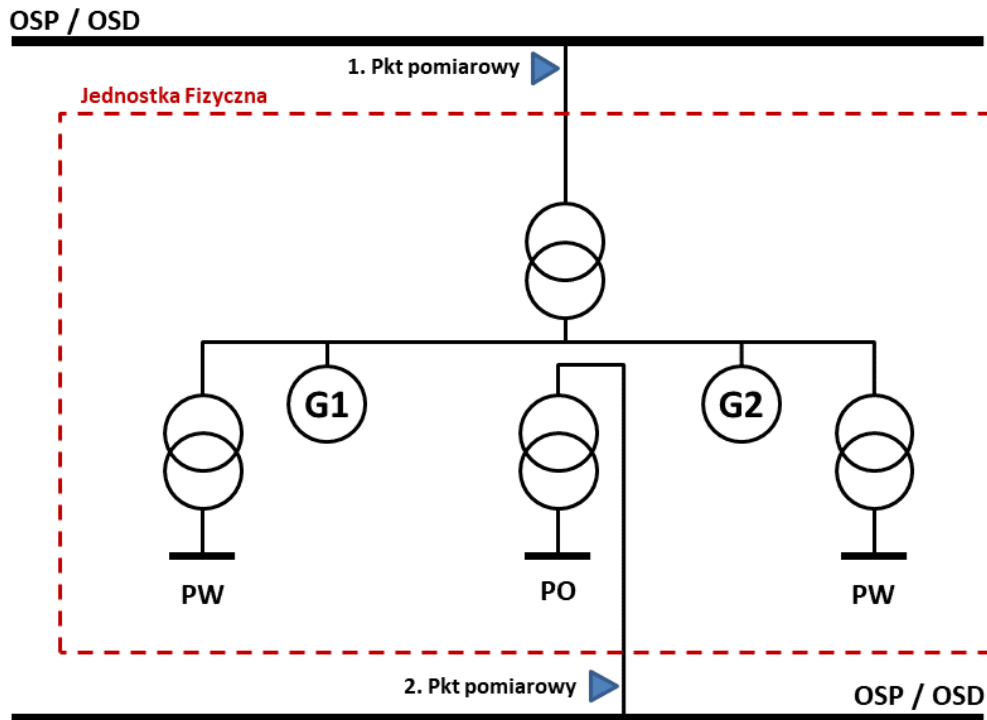 OSP / OSD
1. Pkt pomiarowy
Jednostka Fizyczna
G1
G2
PW
PO
PW
2. Pkt pomiarowy
OSP / OSD